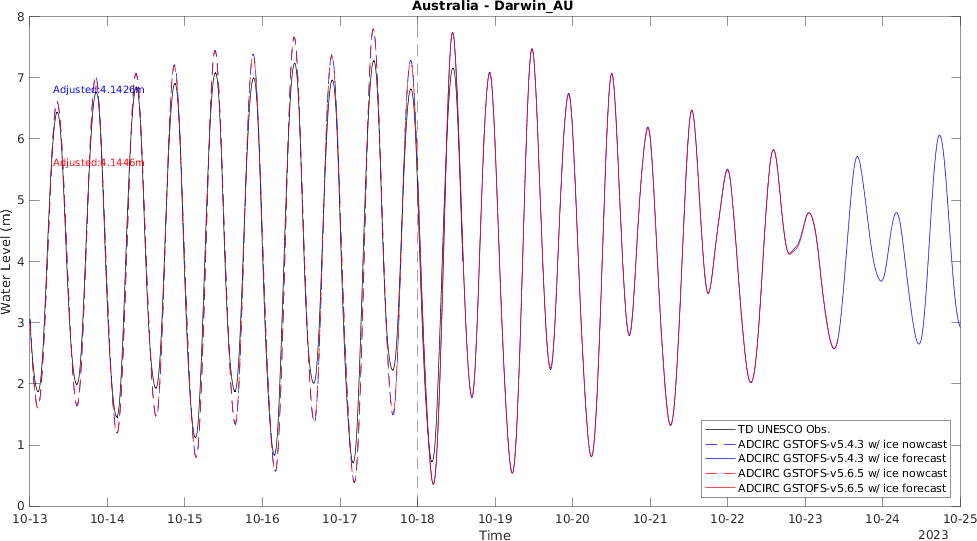 Australia - Darwin_AU
8
7
6
5
4
3
2
1
0
Water Level (m)
Adjusted:4.1426m
Adjusted:4.1446m
TD UNESCO Obs.
ADCIRC GSTOFS-v5.4.3 w/ ice nowcast
ADCIRC GSTOFS-v5.4.3 w/ ice forecast
ADCIRC GSTOFS-v5.6.5 w/ ice nowcast
ADCIRC GSTOFS-v5.6.5 w/ ice forecast
10-13 10-14 10-15 10-16 10-17 10-18 10-19 10-20 10-21 10-22 10-23 10-24 10-25
Time
2023